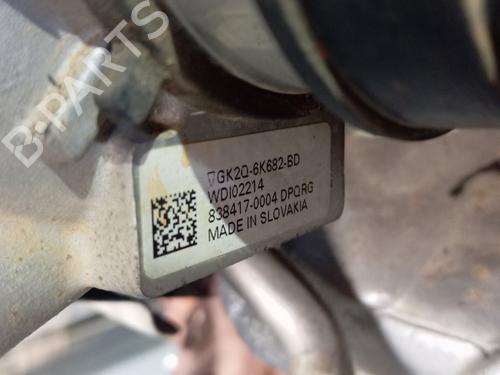 B-PARTS
▽GK2Q-6K682-BD
WDI02214
838417-0004 DPQRG
MADE IN SLOVAKIA